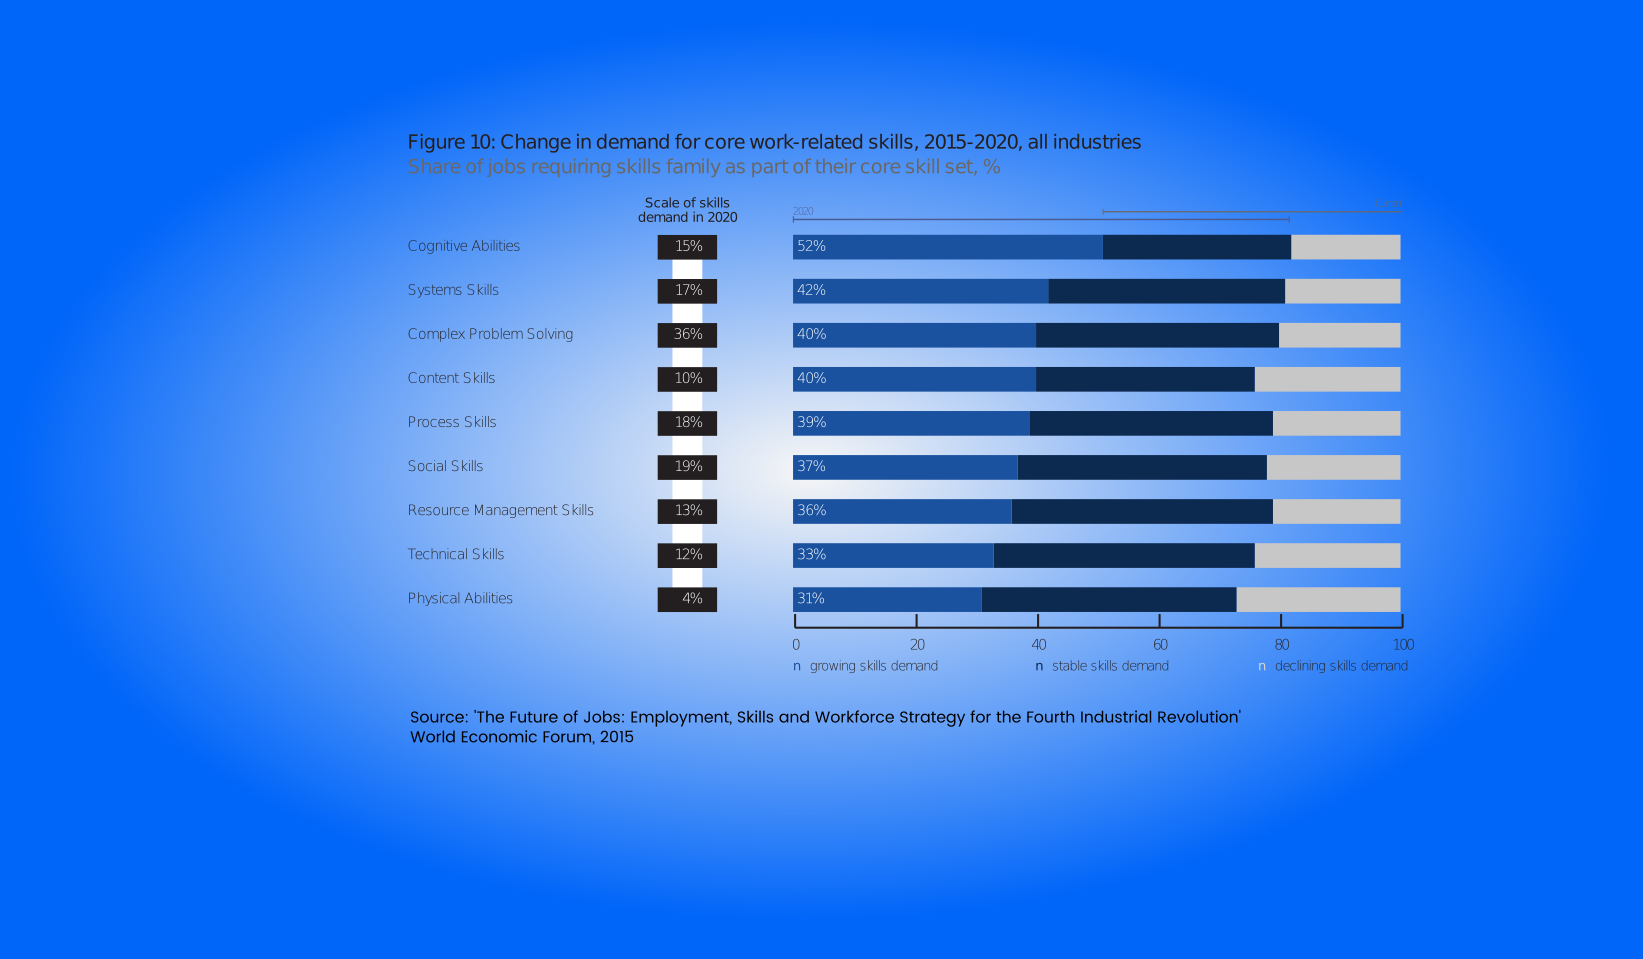 Figure 10: Change in demand for core work-related skills, 2015-2020, all industries
Share of jobs requiring skills family as part of their core skill set, %
Scale of skills
demand in 2020
2020
Cognitive Abilities 15% 52%
Systems Skills 17% 42%
Complex Problem Solving 36% 40%
Content Skills 10% 40%
Process Skills 18% 39%
Social Skills 19% 37%
Resource Management Skills 13% 36%
Technical Skills 12% 33%
Physical Abilities 4% 31%
0 20 40 60 80 100
n growing skills demand n stable skills demand n declining skills demand
Source: 'The Future of Jobs: Employment, Skills and Workforce Strategy for the Fourth Industrial Revolution'
World Economic Forum, 2015